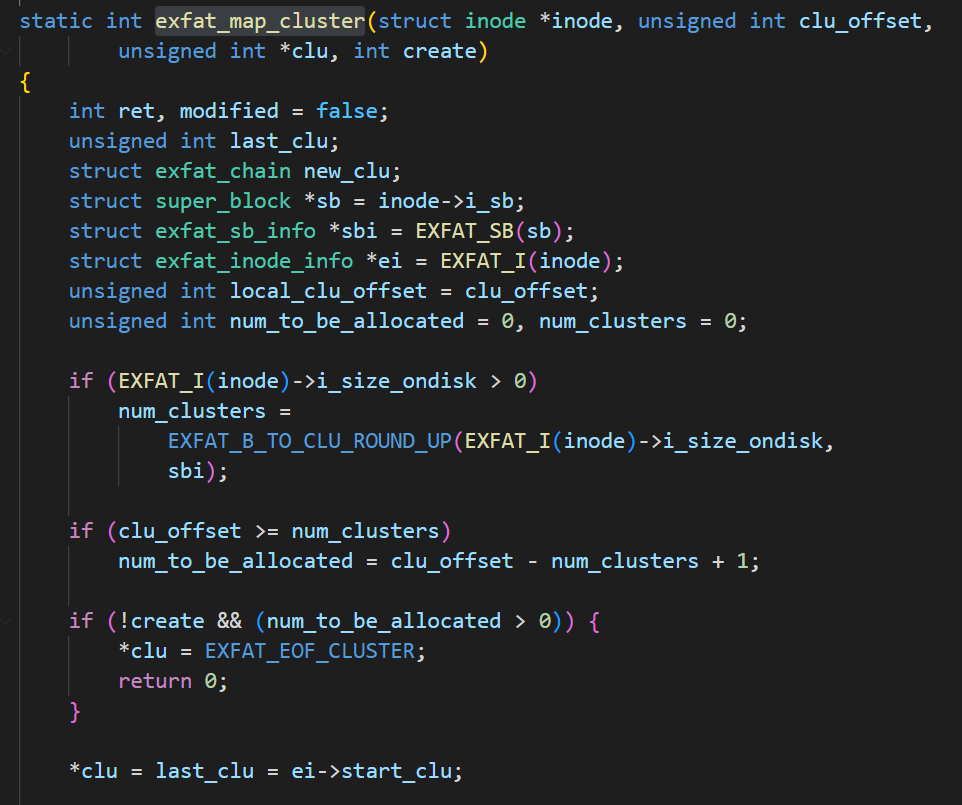 static int exfat_map_cluster(struct inode *inode, unsigned int clu_offset,
        unsigned int *clu, int create)
{
    int ret, modified = false;
    unsigned int last_clu;
    struct exfat_chain new_clu;
    struct super_block *sb = inode->i_sb;
    struct exfat_sb_info *sbi = EXFAT_SB(sb);
    struct exfat_inode_info *ei = EXFAT_I(inode);
    unsigned int local_clu_offset = clu_offset;
    unsigned int num_to_be_allocated = 0, num_clusters = 0;

    if (EXFAT_I(inode)->i_size_ondisk > 0)
        num_clusters =
            EXFAT_B_TO_CLU_ROUND_UP(EXFAT_I(inode)->i_size_ondisk,
            sbi);

    if (clu_offset >= num_clusters)
        num_to_be_allocated = clu_offset - num_clusters + 1;

    if (!create && (num_to_be_allocated > 0)) {
        *clu = EXFAT_EOF_CLUSTER;
        return 0;
    }

    *clu = last_clu = ei->start_clu;